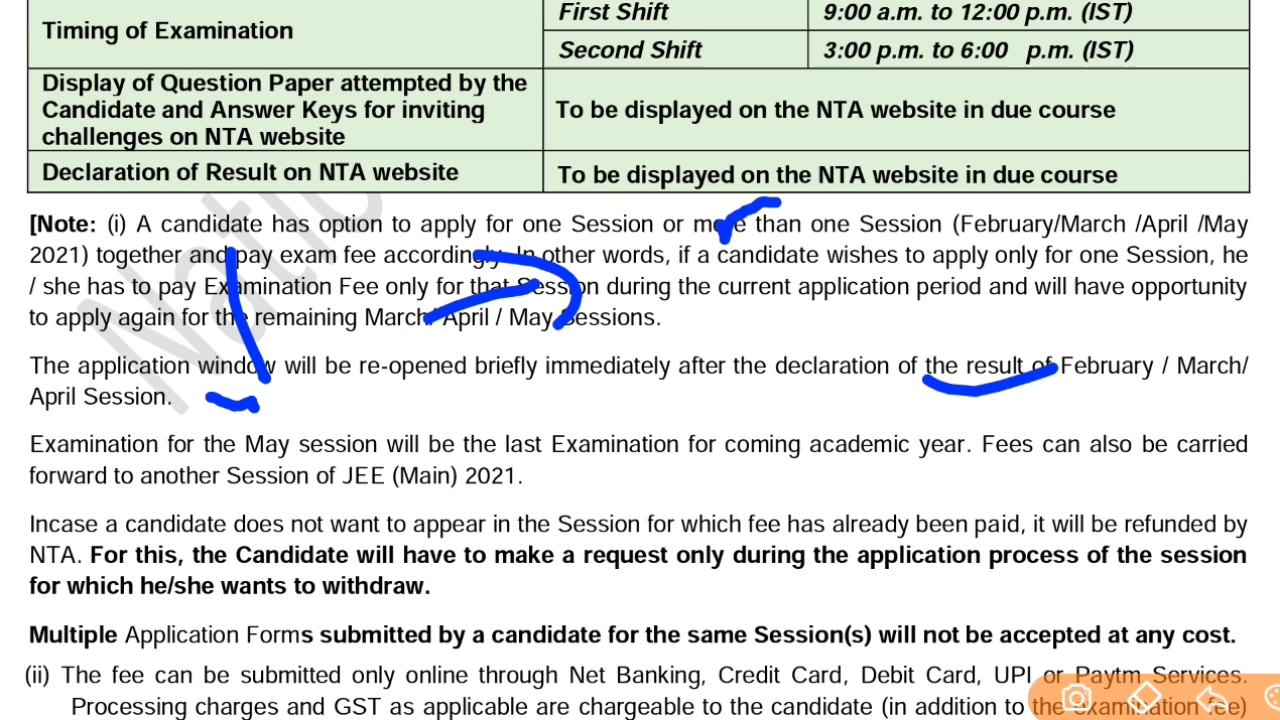 First Shift 9:00 a.m. to 12:00 p.m. (IST)
Timing of Examination
Second Shift 3:00 p.m. to 6:00 p.m. (IST)
Display of Question Paper attempted by the
Candidate and Answer Keys for inviting
challenges on NTA website
To be displayed on the NTA website in due course
Declaration of Result on NTA website To be displayed on the NTA website in due course
[Note: (i) A candidate has option to apply for one Session or more than one Session (February/March /April /May
2021) together and pay exam fee accordingly. In other words, if a candidate wishes to apply only for one Session, he
/ she has to pay Examination Fee only for that Session during the current application period and will have opportunity
to apply again for the remaining March/ April / May Sessions.
The application window will be re-opened briefly immediately after the declaration of the result of February / March/
April Session.
Examination for the May session will be the last Examination for coming academic year. Fees can also be carried
forward to another Session of JEE (Main) 2021.
Incase a candidate does not want to appear in the Session for which fee has already been paid, it will be refunded by
NTA. For this, the Candidate will have to make a request only during the application process of the session
for which he/she wants to withdraw.
Multiple Application Forms submitted by a candidate for the same Session(s) will not be accepted at any cost.
(ii) The fee can be submitted only online through Net Banking, Credit Card, Debit Card, UPI or Paytm Services.
Processing charges and GST as applicable are chargeable to the candidate (in addition to the examination fee)